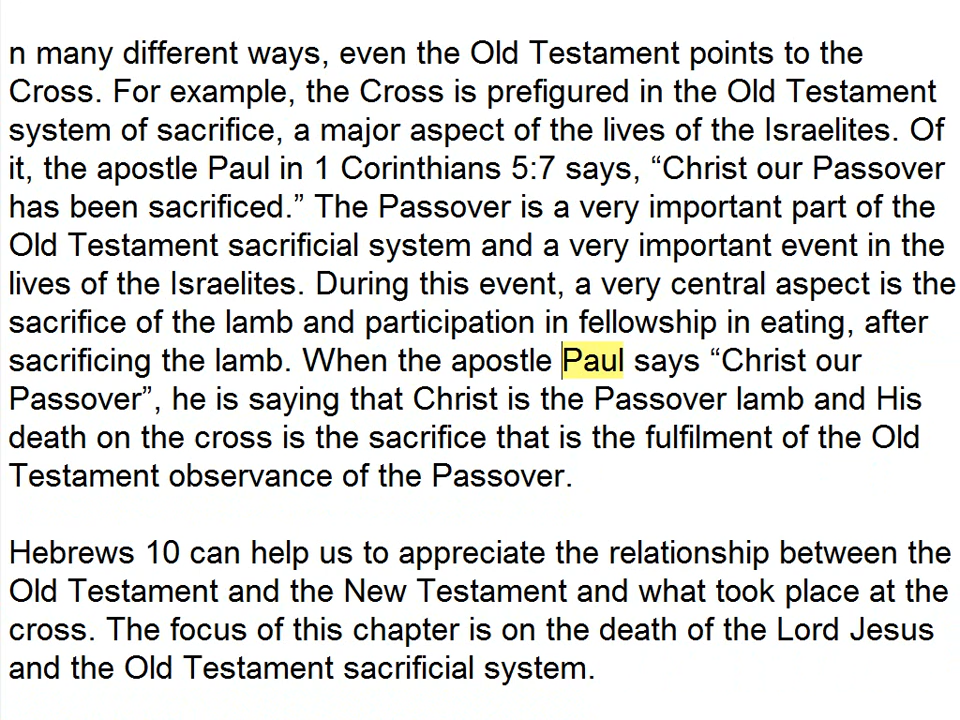 n many different ways, even the Old Testament points to the
Cross. For example, the Cross is prefigured in the Old Testament
system of sacrifice, a major aspect of the lives of the Israelites. Of
it, the apostle Paul in 1 Corinthians 5:7 says, “Christ our Passover
has been sacrificed.” The Passover is a very important part of the
Old Testament sacrificial system and a very important event in the
lives of the Israelites. During this event, a very central aspect is the
sacrifice of the lamb and participation in fellowship in eating, after
sacrificing the lamb. When the apostle Paul says “Christ our
Passover”, he is saying that Christ is the Passover lamb and His
death on the cross is the sacrifice that is the fulfilment of the Old
Testament observance of the Passover.
Hebrews 10 can help us to appreciate the relationship between the
Old Testament and the New Testament and what took place at the
cross. The focus of this chapter is on the death of the Lord Jesus
and the Old Testament sacrificial system.